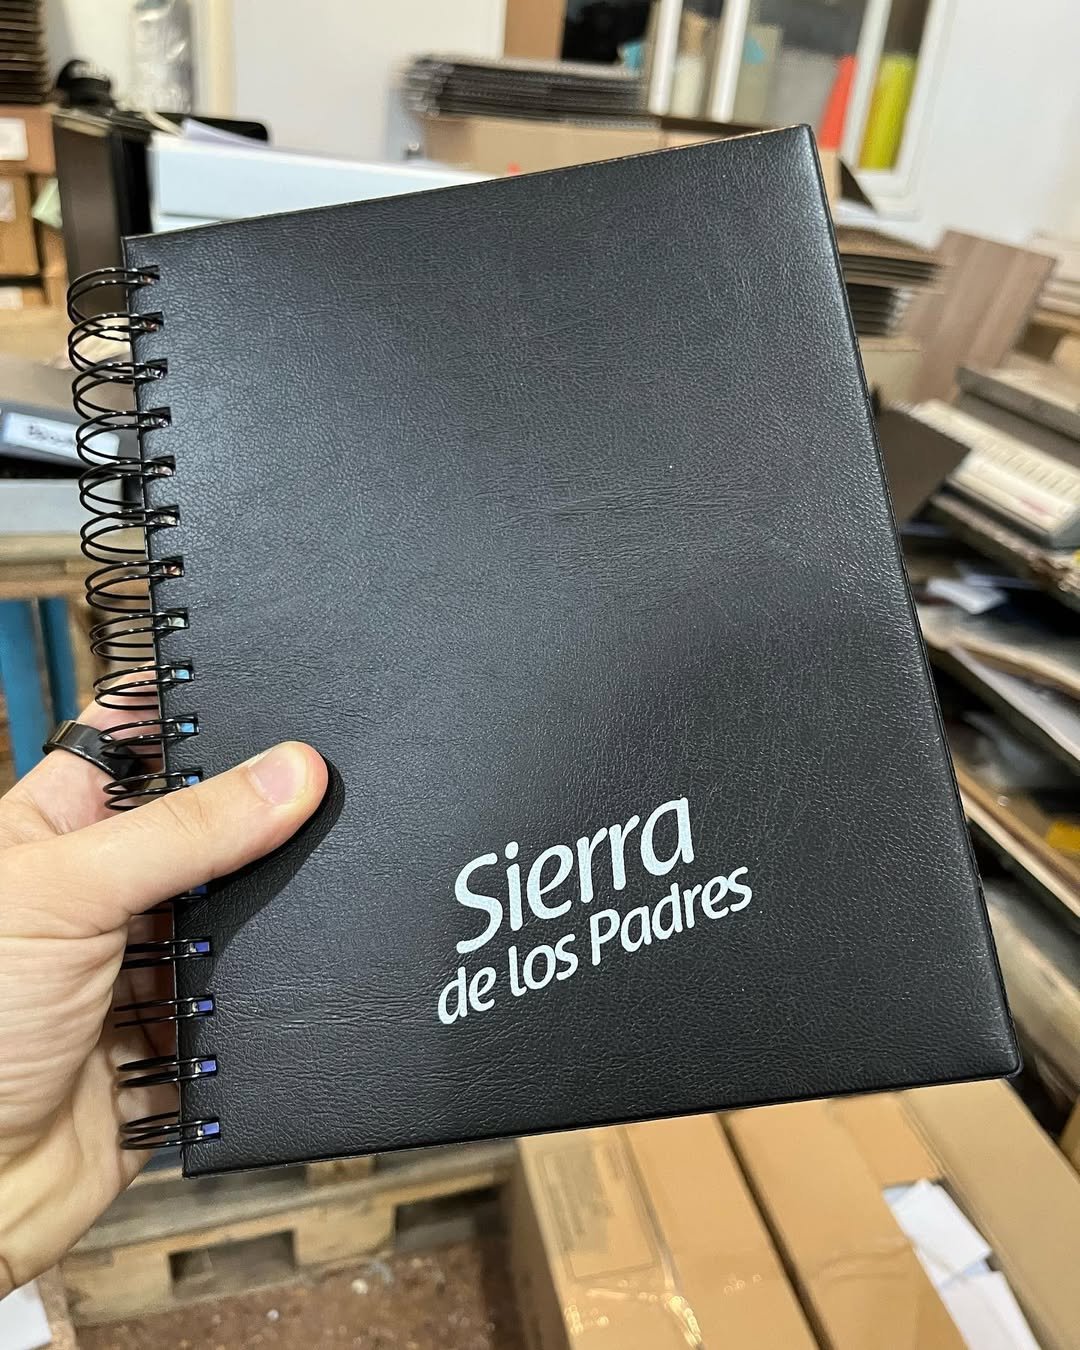 Sierra
de los Padres